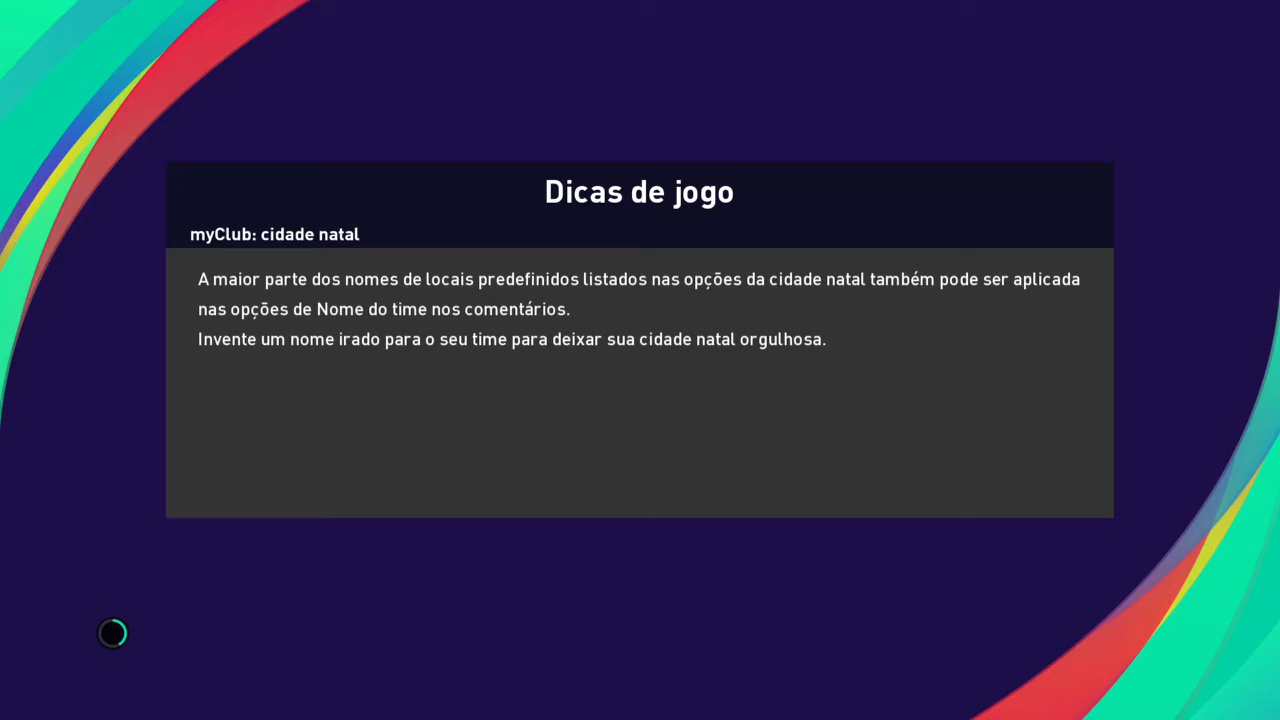 Dicas de jogo
myClub: cidade natal
A maior parte dos nomes de locais predefinidos listados nas opções da cidade natal também pode ser aplicada
nas opções de Nome do time nos comentários.
Invente um nome irado para o seu time para deixar sua cidade natal orgulhosa.